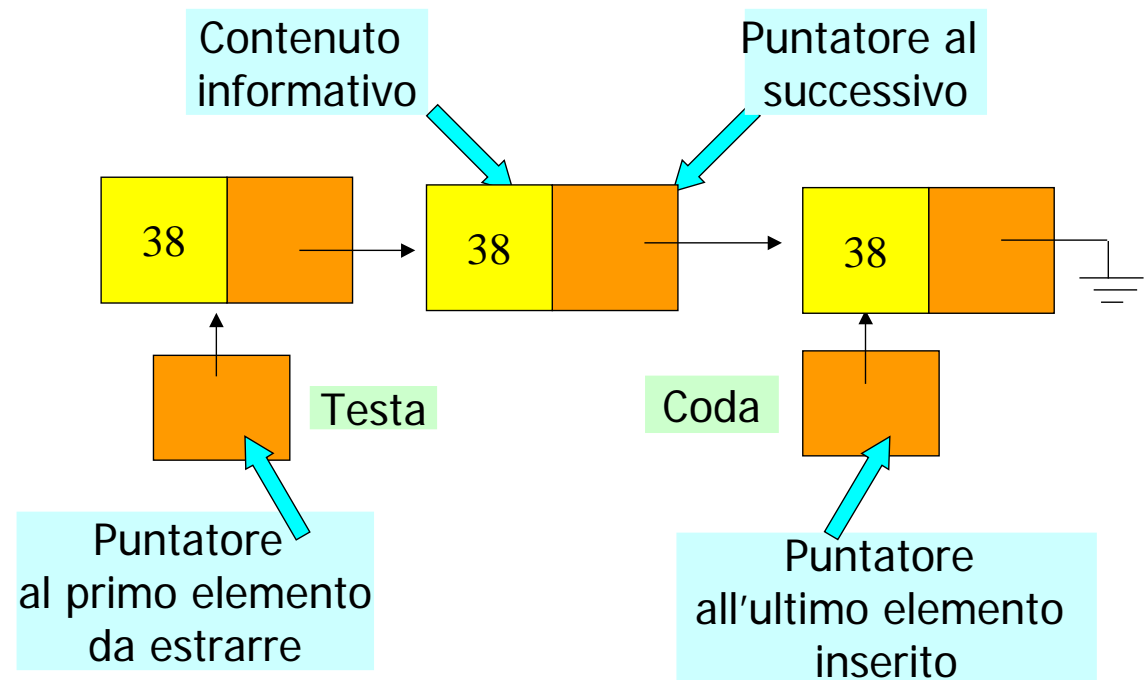 Contenuto
informativo
Puntatore al
successivo
38
38
38
Testa
Coda
Puntatore
al primo elemento
da estrarre
Puntatore
all'ultimo elemento
inserito